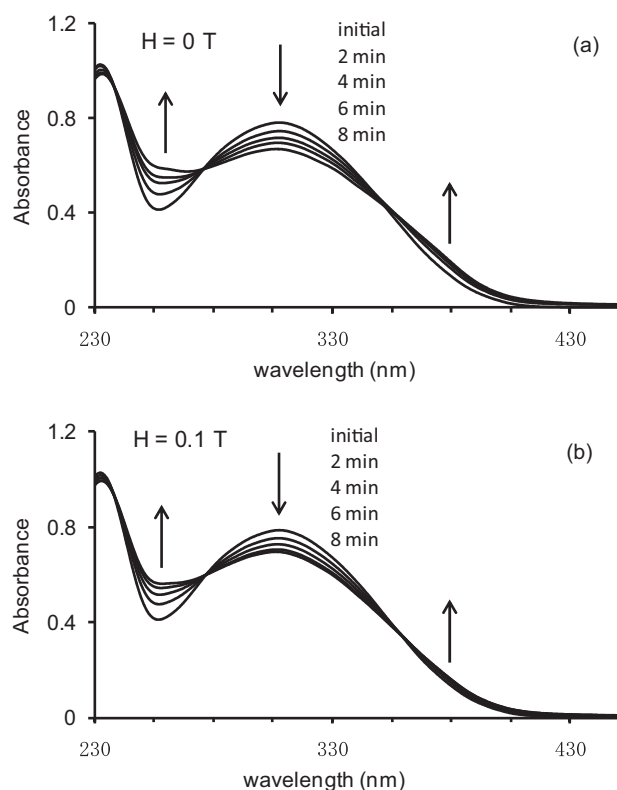 1.2
H = 0 T
initial
2 min
4 min
6 min
8 min
(a)
0.8
0.4
0
Absorbance
230
330
430
wavelength (nm)
1.2
H = 0.1 T
initial
2 min
4 min
6 min
8 min
(b)
0.8
0.4
0
Absorbance
230
330
430
wavelength (nm)